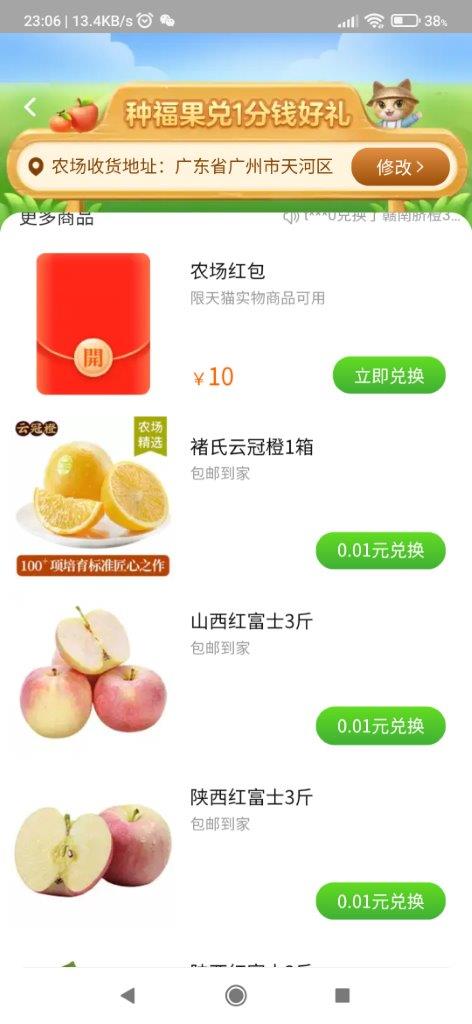 23:06 | 13.4KB/s
38%
种福果兑1分钱好礼
农场收货地址：广东省广州市天河区
修改>
更多商品
t***0兑换了赣南脐橙3...
農场红包
限天猫实物商品可用
開
¥10
立即兑换
云冠橙
农场
精选
褚氏云冠橙1箱
包邮到家
100+项培育标准匠心之作
0.01元兑换
山西红富士3斤
包邮到家
0.01元兑换
陕西红富士3斤
包邮到家
0.01元兑换